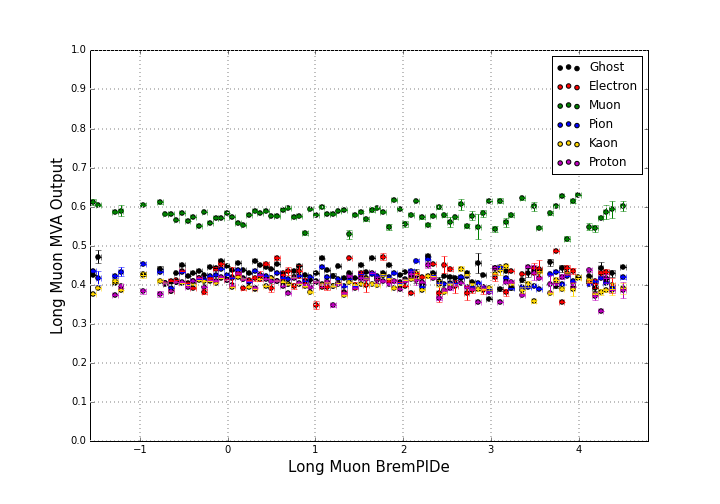 1.0
0.9
0.8
0.7
0.6
0.5
0.4
0.3
0.2
0.1
0.0
Long Muon MVA Output
Ghost
Electron
Muon
Pion
Kaon
Proton
−1 0 1 2 3 4
Long Muon BremPIDe